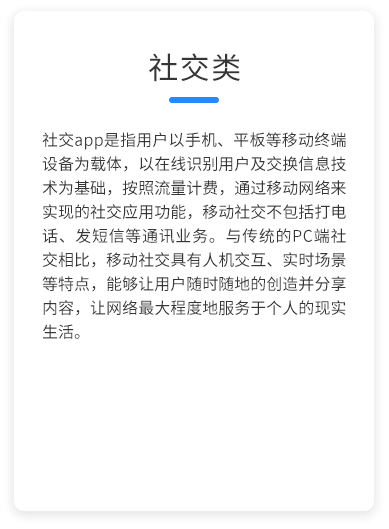 社交类
社交app是指用户以手机、平板等移动终端
设备为载体，以在线识别用户及交换信息技
术为基础，按照流量计费，通过移动网络来
实现的社交应用功能，移动社交不包括打电
话、发短信等通讯业务。与传统的PC端社
交相比，移动社交具有人机交互、实时场景
等特点，能够让用户随时随地的创造并分享
内容，让网络最大程度地服务于个人的现实
生活。